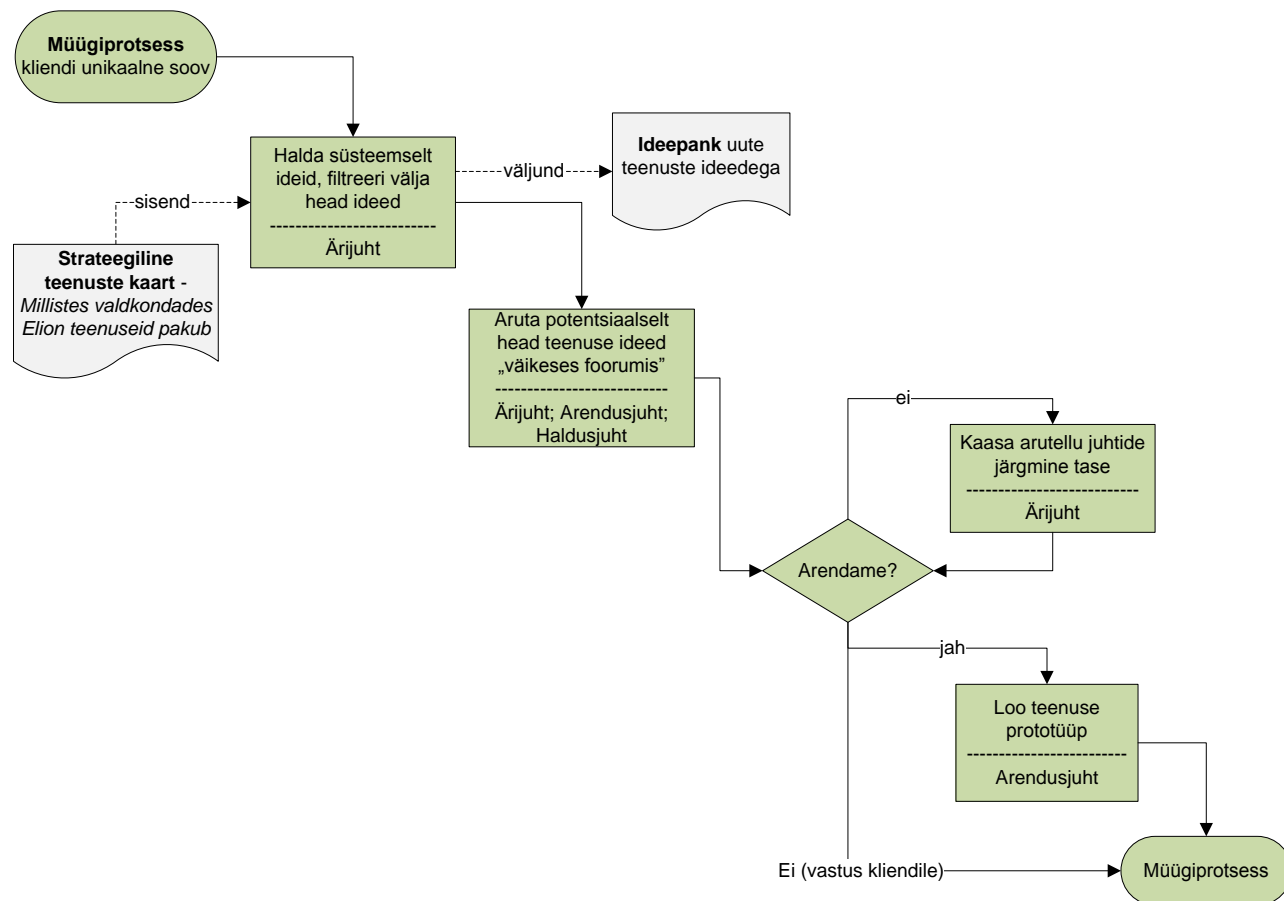 Müügiprotsess
kliendi unikaalne soov
Halda süsteemselt
ideid, filtreeri välja
head ideed
---------------------------
Ärijuht
väljund
Ideepank uute
teenuste ideedega
sisend
Strateegiline
teenuste kaart -
Millistes valdkondades
Elion teenuseid pakub
Aruta potentsiaalselt
head teenuse ideed
„väikeses foorumis”
----------------------------
Ärijuht; Arendusjuht;
Haldusjuht
ei
Kaasa arutellu juhtide
järgmine tase
----------------------------
Ärijuht
Arendame?
jah
Loo teenuse
prototüüp
--------------------------
Arendusjuht
Ei (vastus kliendile)
Müügiprotsess